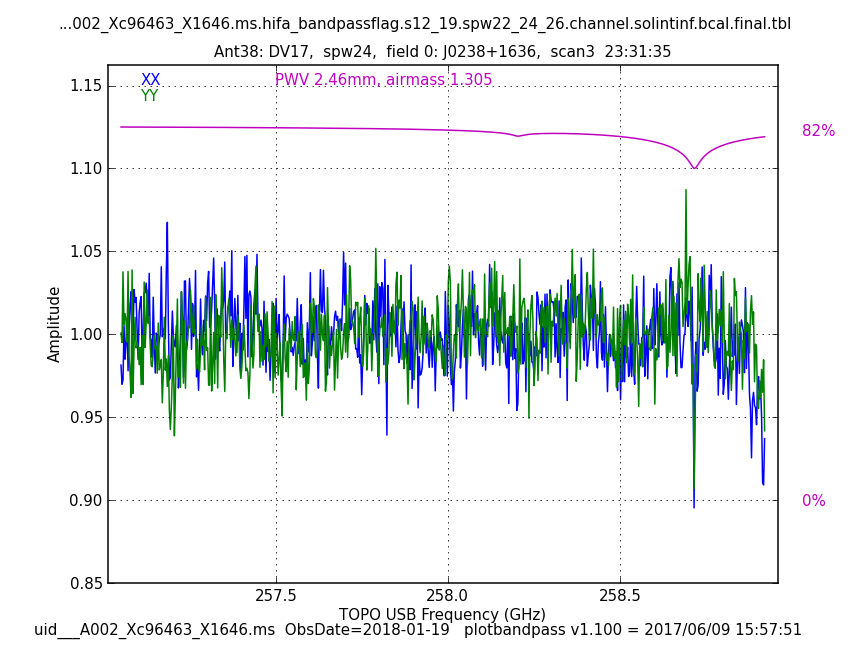 ...002_Xc96463_X1646.ms.hifa_bandpassflag.s12_19.spw22_24_26.channel.solintinf.bcal.final.tbl
Ant38: DV17,  spw24,  field 0: J0238+1636,  scan3  23:31:35
XX
YY
PWV 2.46mm, airmass 1.305
1.15
1.10
1.05
1.00
0.95
0.90
0.85
Amplitude
82%
0%
257.5
258.0
258.5
TOPO USB Frequency (GHz)
uid___A002_Xc96463_X1646.ms  ObsDate=2018-01-19   plotbandpass v1.100 = 2017/06/09 15:57:51